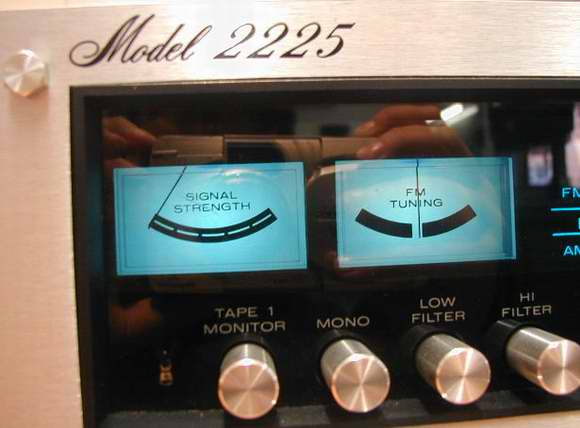 Model 2225
SIGNAL
STRENGTH
FM
TUNING
FM
AM
TAPE 1
MONITOR
MONO
LOW
FILTER
HI
FILTER